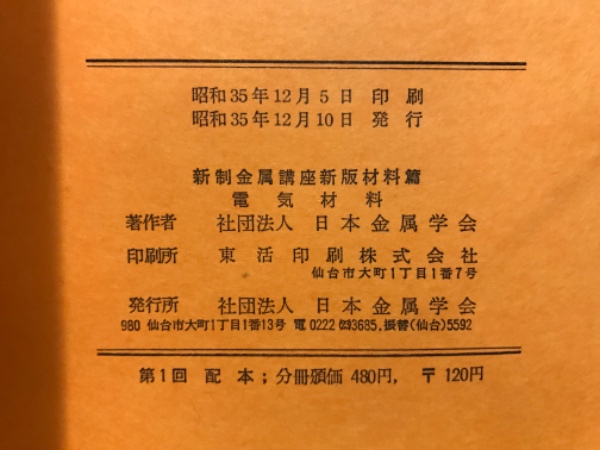 昭和35年12月5日 印刷
昭和35年12月10日 発行
新制金属講座新版材料篇
電気材料
著作者 社団法人 日本金属学会
印刷所 東活印刷株式会社
仙台市大町1丁目1番7号
発行所 社団法人 日本金属学会
980 仙台市大町1丁目1番13号 電 0222 ㉓3685, 振替(仙台)5592
第1回 配本; 分冊頒価 480円, 〒120円